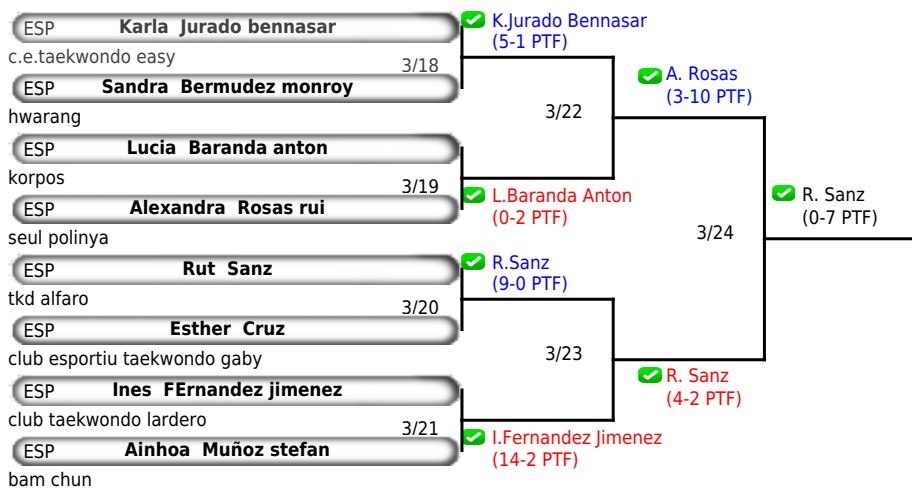 ESP Karla Jurado bennasar
c.e.taekwondo easy
ESP Sandra Bermudez monroy
hwarang
3/18
ESP Lucia Baranda anton
korpos
ESP Alexandra Rosas rui
seul polinya
3/19
ESP Rut Sanz
tkd alfaro
ESP Esther Cruz
club esportiu taekwondo gaby
3/20
ESP Ines FErnandez jimenez
club taekwondo lardero
ESP Ainhoa Muñoz stefan
bam chun
3/21
K.Jurado Bennasar
(5-1 PTF)
3/22
L.Baranda Anton
(0-2 PTF)
R.Sanz
(9-0 PTF)
3/23
I.Fernandez Jimenez
(14-2 PTF)
A. Rosas
(3-10 PTF)
3/24
R. Sanz
(4-2 PTF)
R. Sanz
(0-7 PTF)